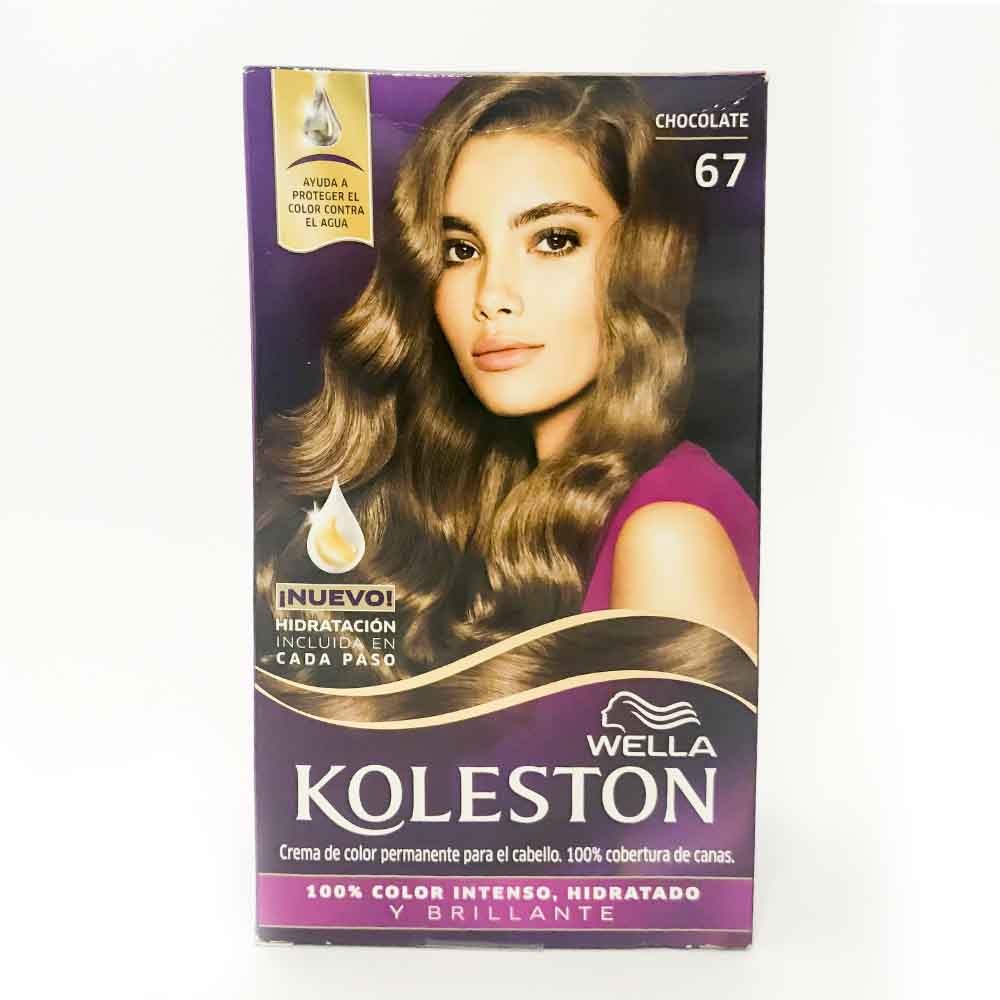 AYUDA A
PROTEGER EL
COLOR CONTRA
EL AGUA
CHOCOLATE
67
¡NUEVO!
HIDRATACIÓN
INCLUIDA EN
CADA PASO
WELLA
KOLESTON
Crema de color permanente para el cabello. 100% cobertura de canas.
100% COLOR INTENSO, HIDRATADO
Y BRILLANTE